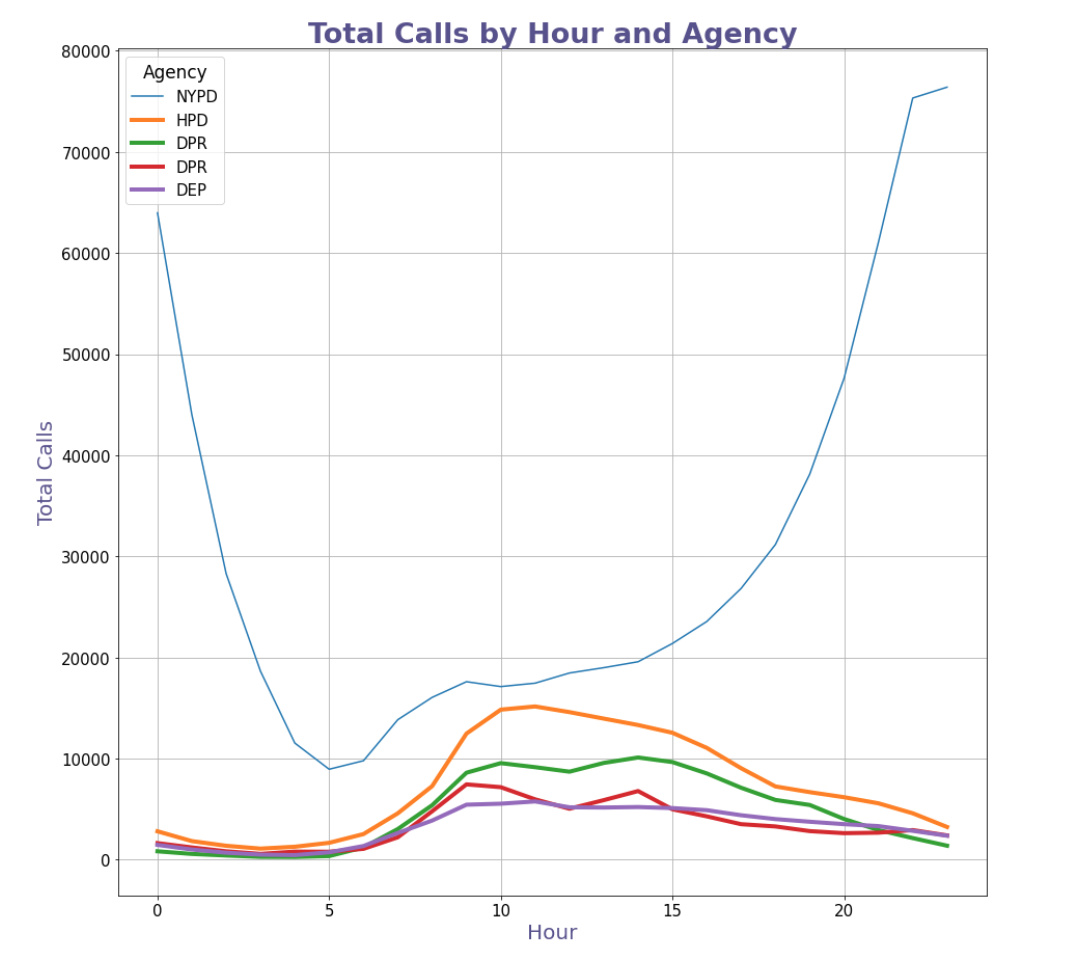 Total Calls by Hour and Agency
80000
70000
60000
50000
40000
30000
20000
10000
0
Total Calls
Agency
NYPD
HPD
DPR
DPR
DEP
0 5 10 15 20
Hour